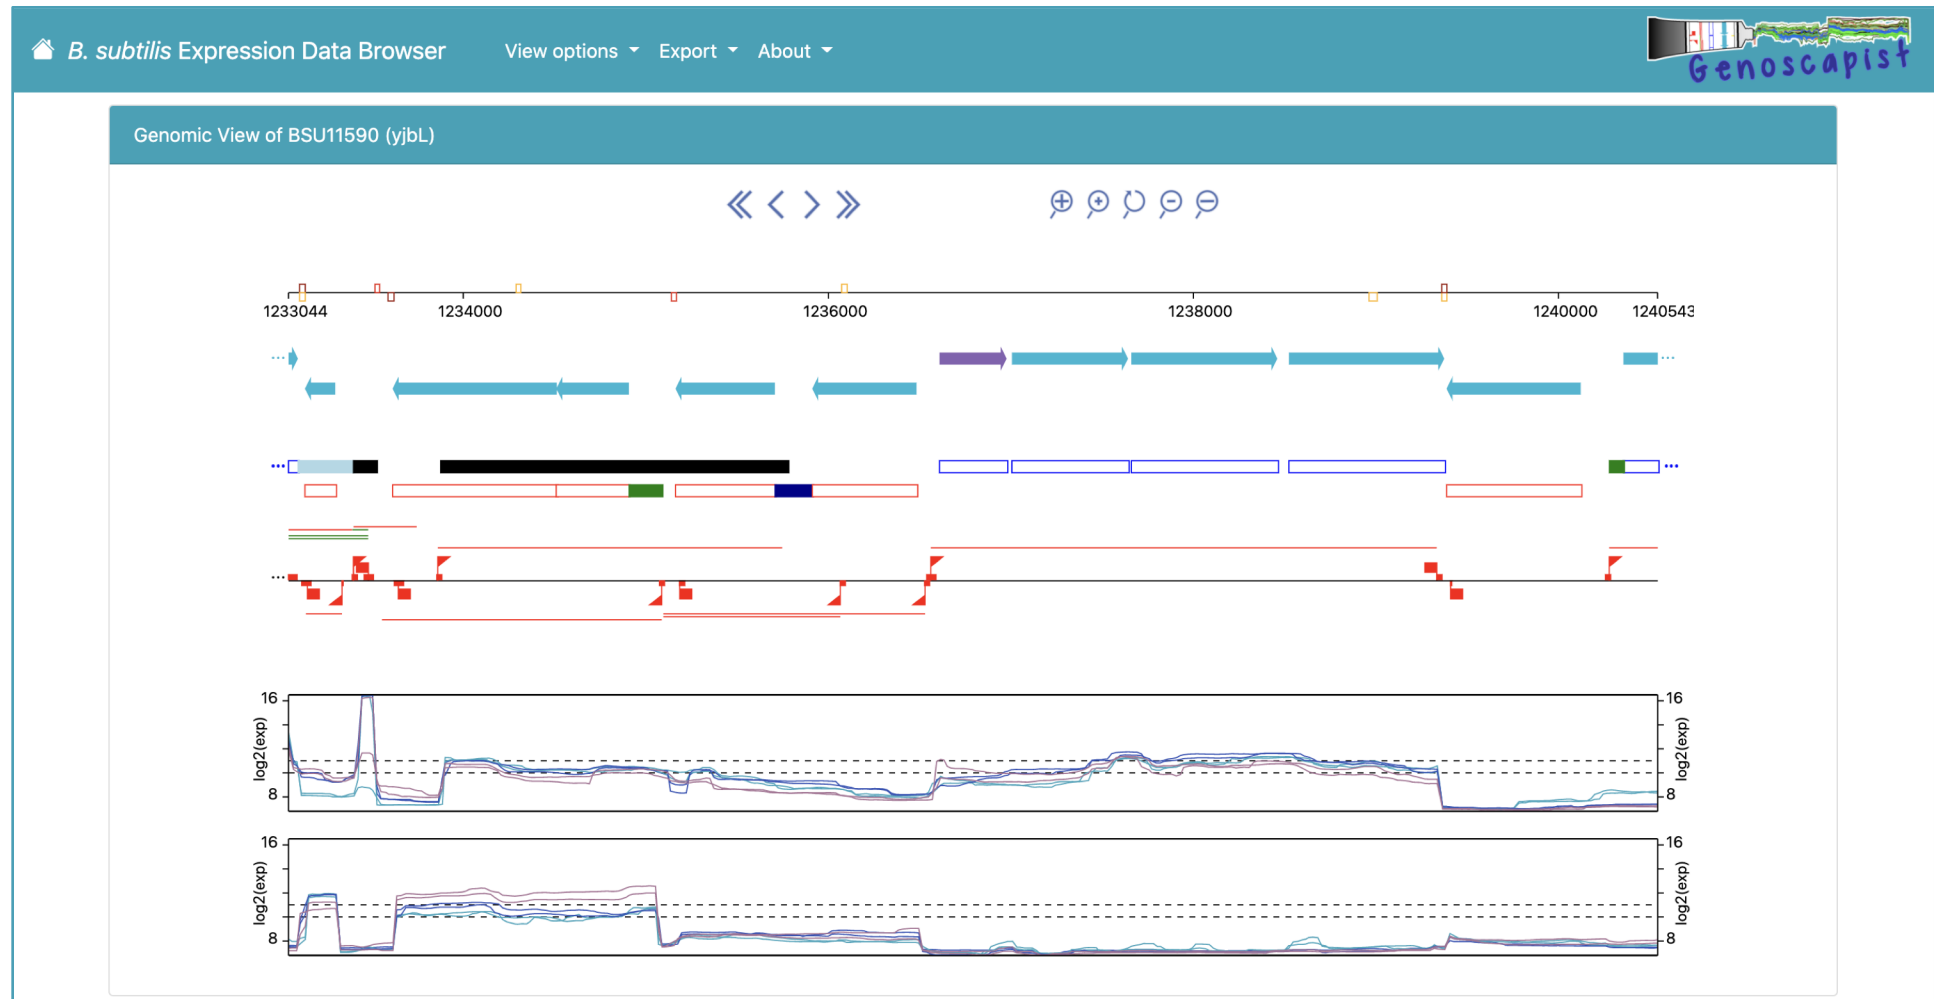 B. subtilis Expression Data Browser View options Export About
Genoscapist
Genomic View of BSU11590 (yjbL)
1233044 1234000 1236000 1238000 1240000 1240543
...
...
...
...
...
16 16
log2(exp) log2(exp)
8 8
16 16
log2(exp) log2(exp)
8 8